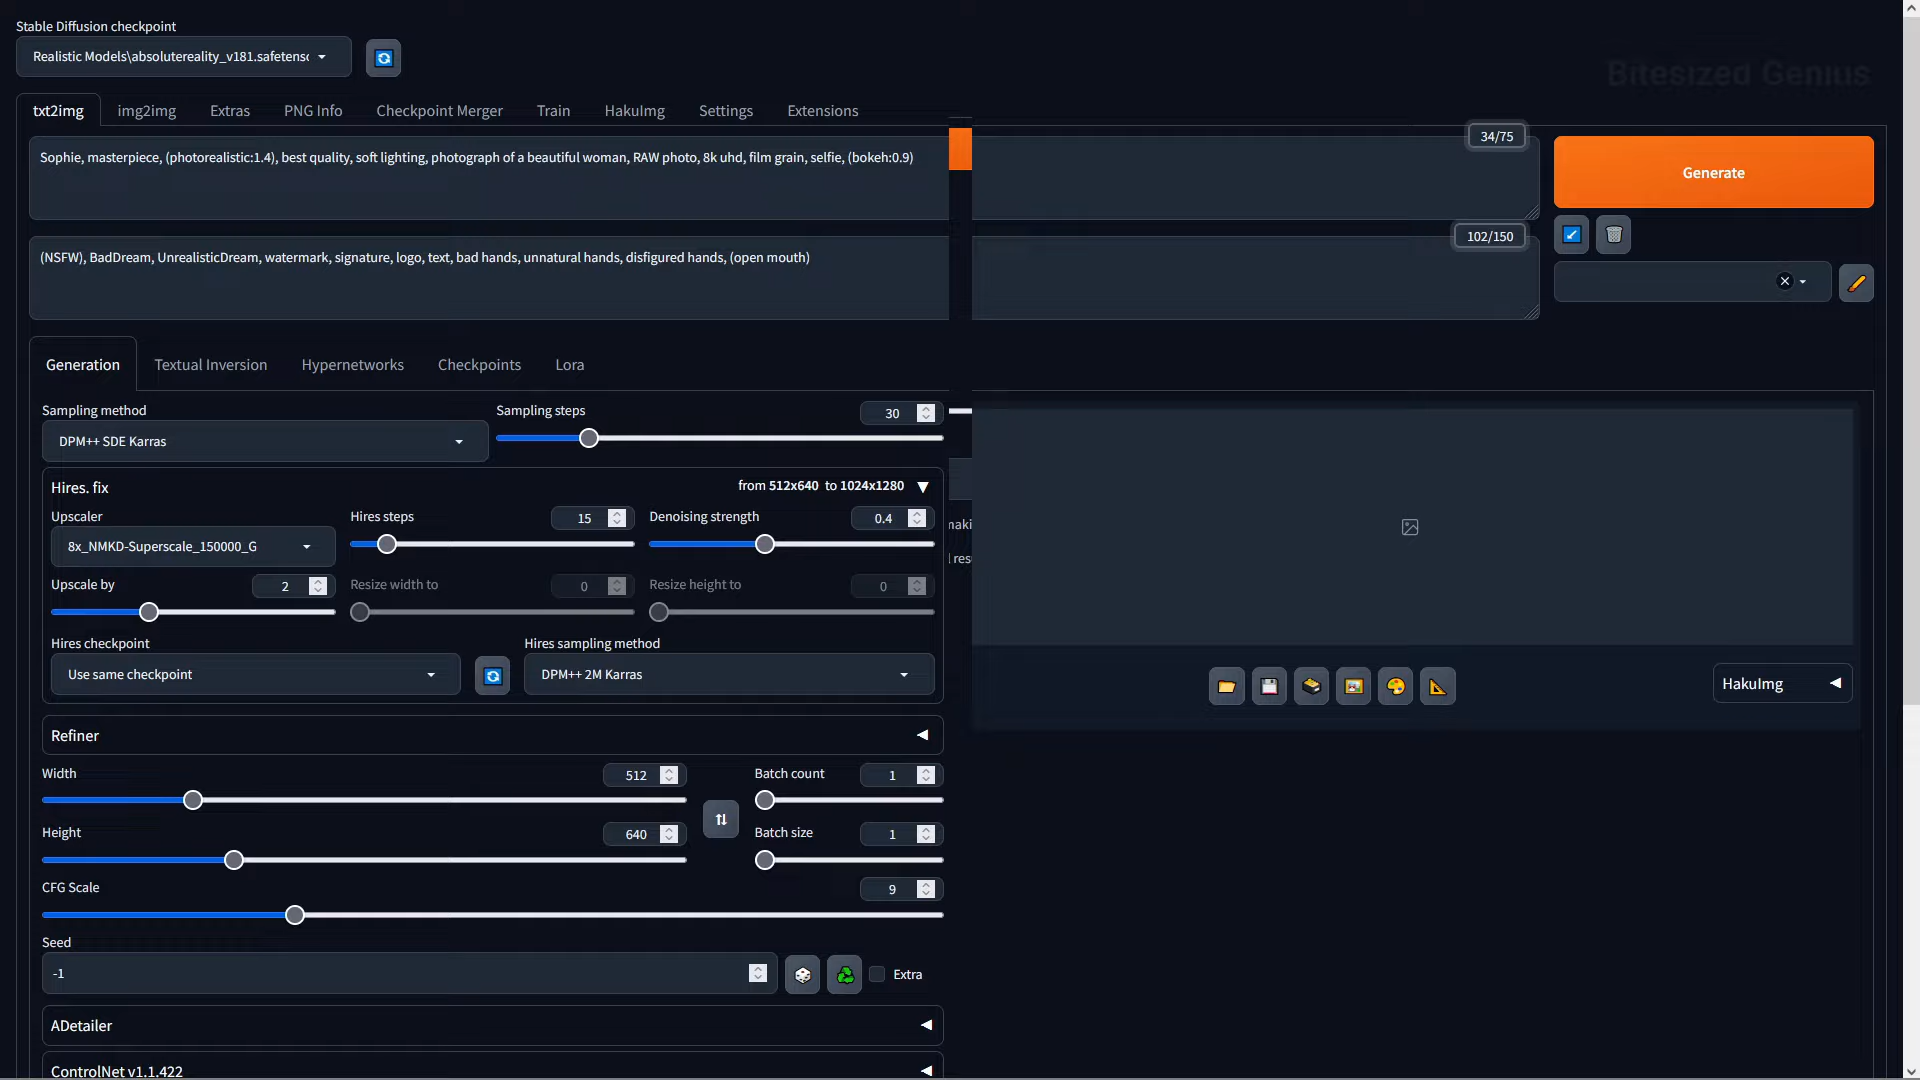 Stable Diffusion checkpoint
Realistic Models\absolutereality_v181.safetensc
Bitesized Genius
txt2img img2img Extras PNG Info Checkpoint Merger Train HakuImg Settings Extensions
34/75
Sophie, masterpiece, (photorealistic:1.4), best quality, soft lighting, photograph of a beautiful woman, RAW photo, 8k uhd, film grain, selfie, (bokeh:0.9)
Generate
102/150
(NSFW), BadDream, UnrealisticDream, watermark, signature, logo, text, bad hands, unnatural hands, disfigured hands, (open mouth)
Generation Textual Inversion Hypernetworks Checkpoints Lora
Sampling method Sampling steps 30
DPM++ SDE Karras
Hires. fix from 512x640 to 1024x1280
Upscaler Hires steps 15 Denoising strength 0.4
8x_NMKD-Superscale_150000_G
Upscale by 2 Resize width to 0 Resize height to 0
Hires checkpoint Hires sampling method
Use same checkpoint DPM++ 2M Karras
HakuImg
Refiner
Width 512 Batch count 1
Height 640 Batch size 1
CFG Scale 9
Seed
-1 Extra
ADetailer
ControlNet v1.1.422